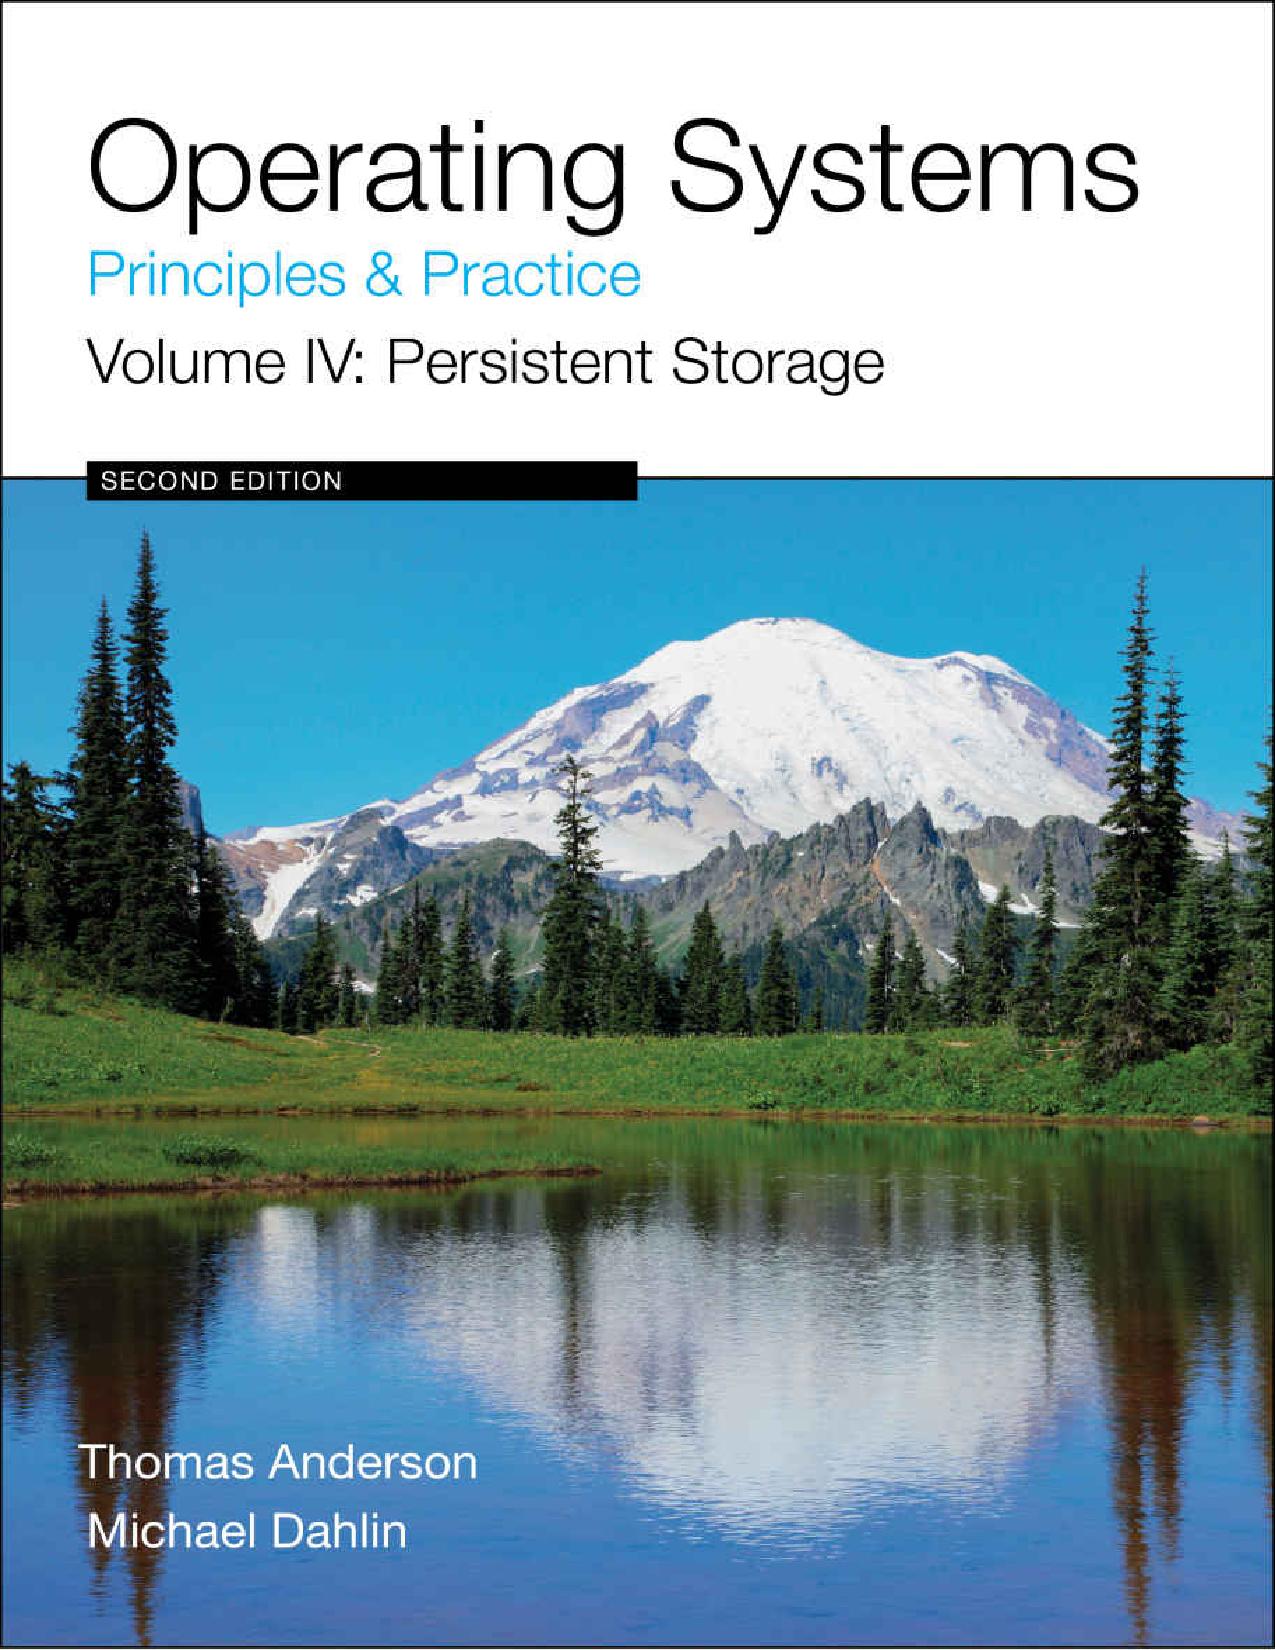 Operating Systems
Principles & Practice
Volume IV: Persistent Storage
SECOND EDITION
Thomas Anderson
Michael Dahlin